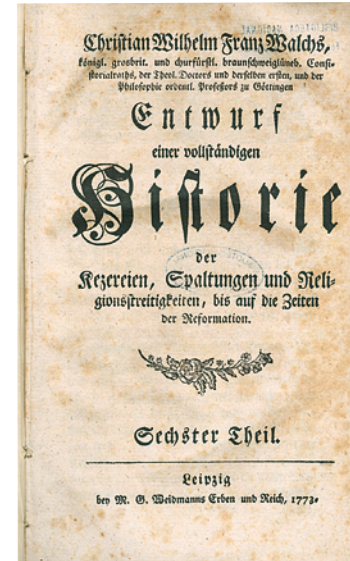 Christian Wilhelm Franz Walchs,
königl. grosbrit. und churfürstl. braunschweiglüneb. Consi-
storialraths, der Theol. Doctors und derselben ersten, und der
Philosophie ordentl. Professors zu Göttingen
Entwurf
einer vollständigen
Historie
der
Kezereien, Spaltungen und Reli-
gionsstreitigkeiten, bis auf die Zeiten
der Reformation.
Sechster Theil.
Leipzig
bey M. G. Weidmanns Erben und Reich, 1773.